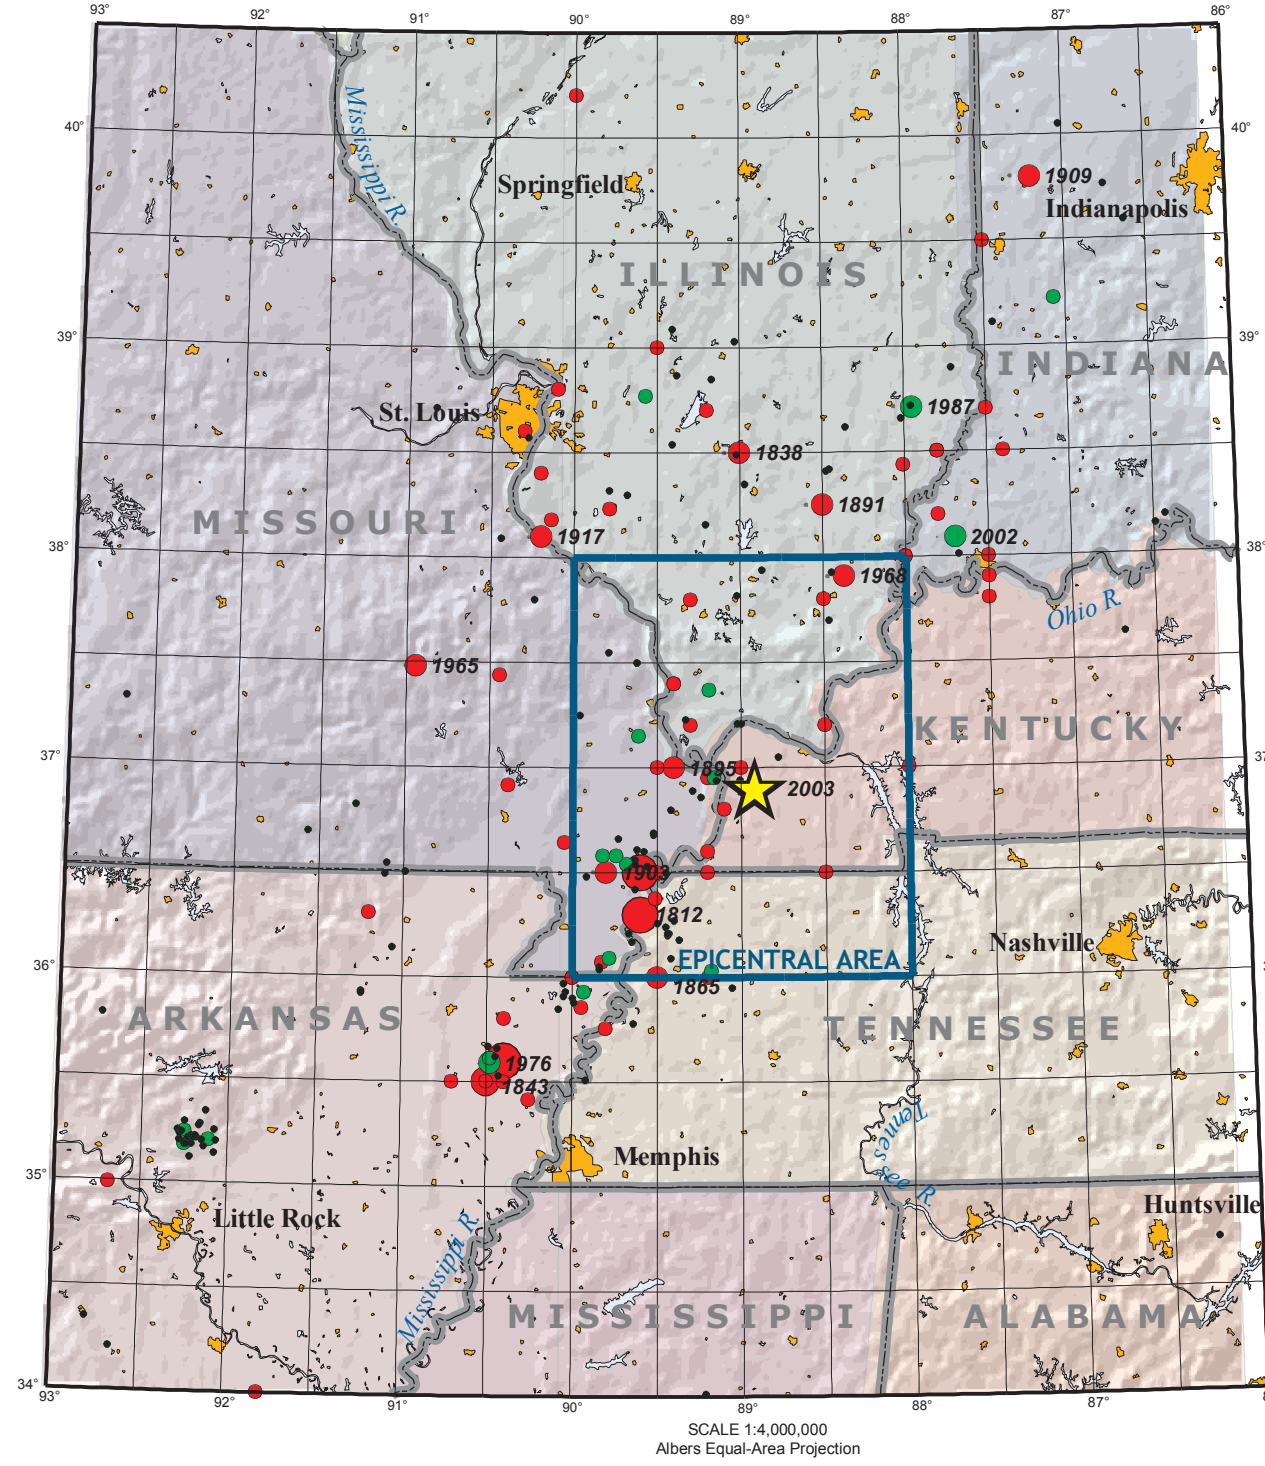 93° 92° 91° 90° 89° 88° 87° 86°
40° 40°
Mississippi R.
Springfield
1909
Indianapolis
ILLINOIS
39° 39°
INDIANA
St. Louis
1987
1838
1891
MISSOURI
1917
2002
38° 38°
1968
Ohio R.
1965
KENTUCKY
37° 37
1895
2003
1903
1812
Nashville
EPICENTRAL AREA
36° 3
1865
ARKANSAS
TENNESSEE
1976
1843
Tennessee R.
Memphis
35°
Little Rock
Huntsville
Mississippi R.
MISSISSIPPI
ALABAMA
34°
93° 92° 91° 90° 89° 88° 87° 8
SCALE 1:4,000,000
Albers Equal-Area Projection